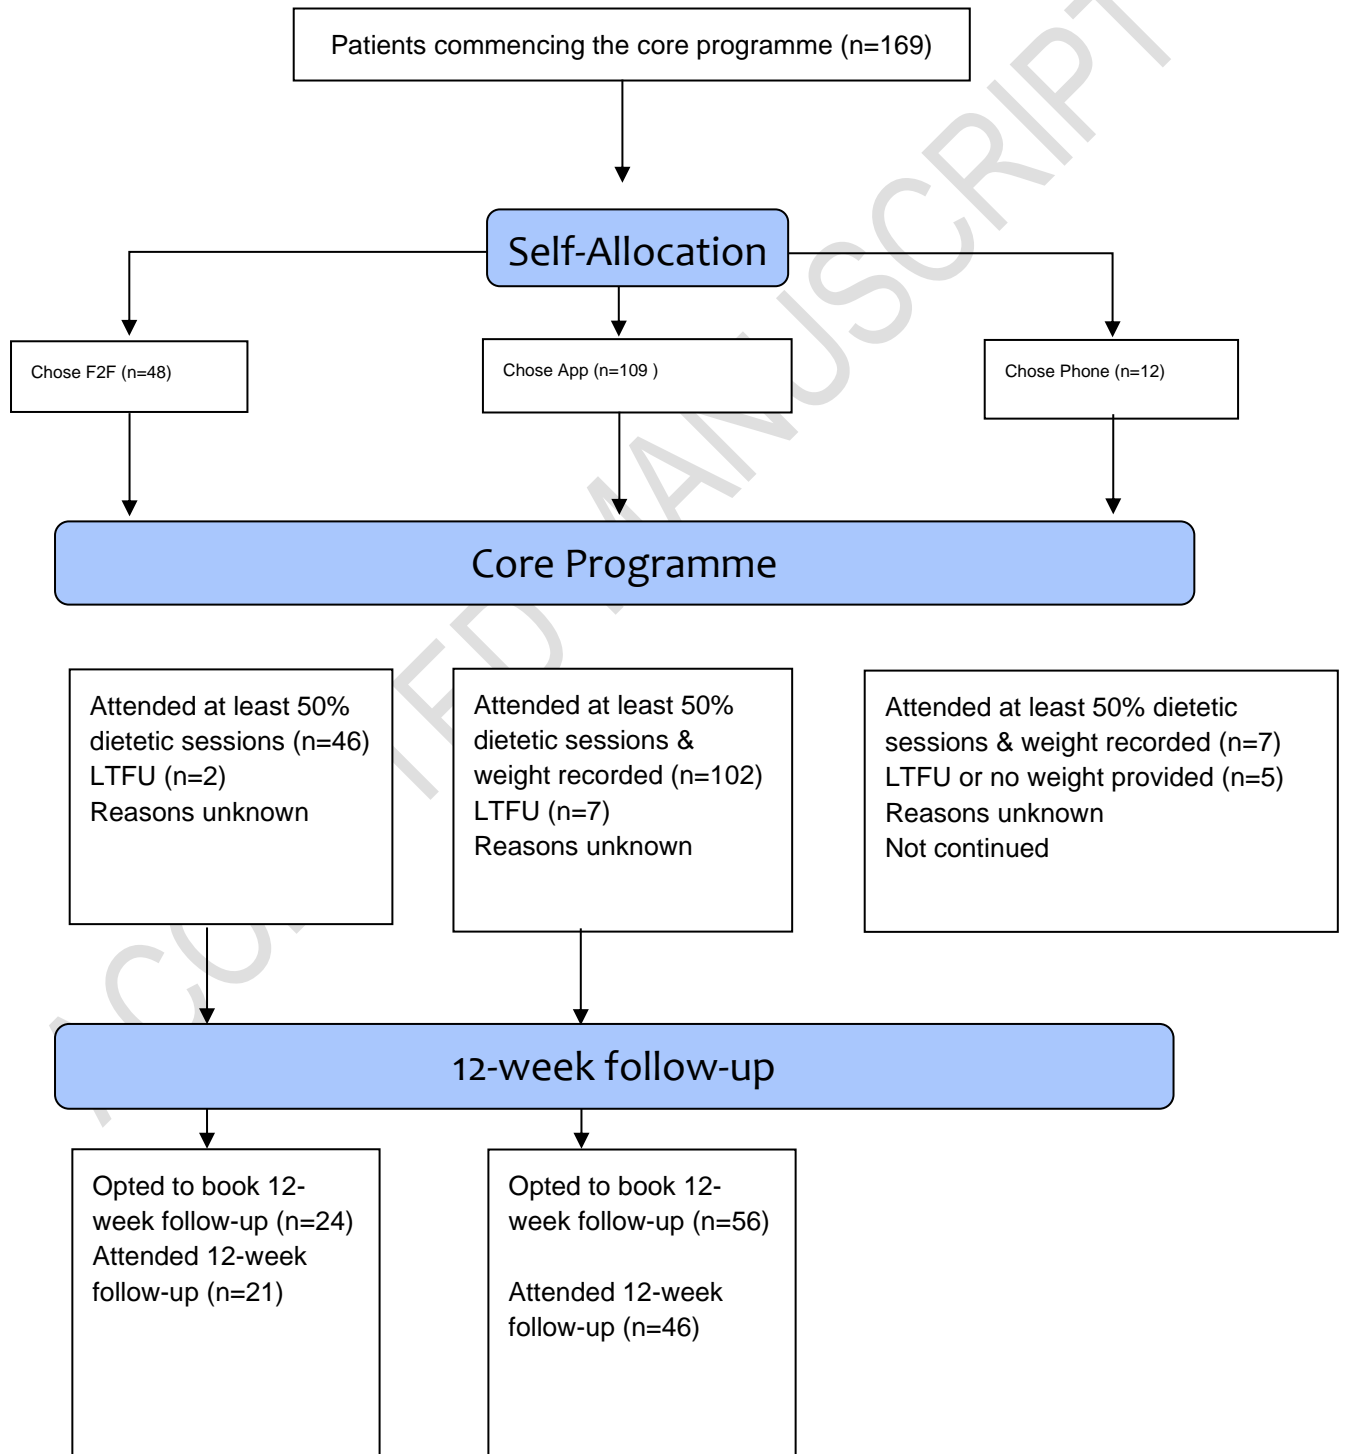 Patients commencing the core programme (n=169)
Self-Allocation
Chose F2F (n=48)
Chose App (n=109 )
Chose Phone (n=12)
Core Programme
Attended at least 50%
dietetic sessions (n=46)
LTFU (n=2)
Reasons unknown
Attended at least 50%
dietetic sessions &
weight recorded (n=102)
LTFU (n=7)
Reasons unknown
Attended at least 50% dietetic
sessions & weight recorded (n=7)
LTFU or no weight provided (n=5)
Reasons unknown
Not continued
12-week follow-up
Opted to book 12-
week follow-up (n=24)
Attended 12-week
follow-up (n=21)
Opted to book 12-
week follow-up (n=56)
Attended 12-week
follow-up (n=46)
ACCEPTED MANUSCRIPT